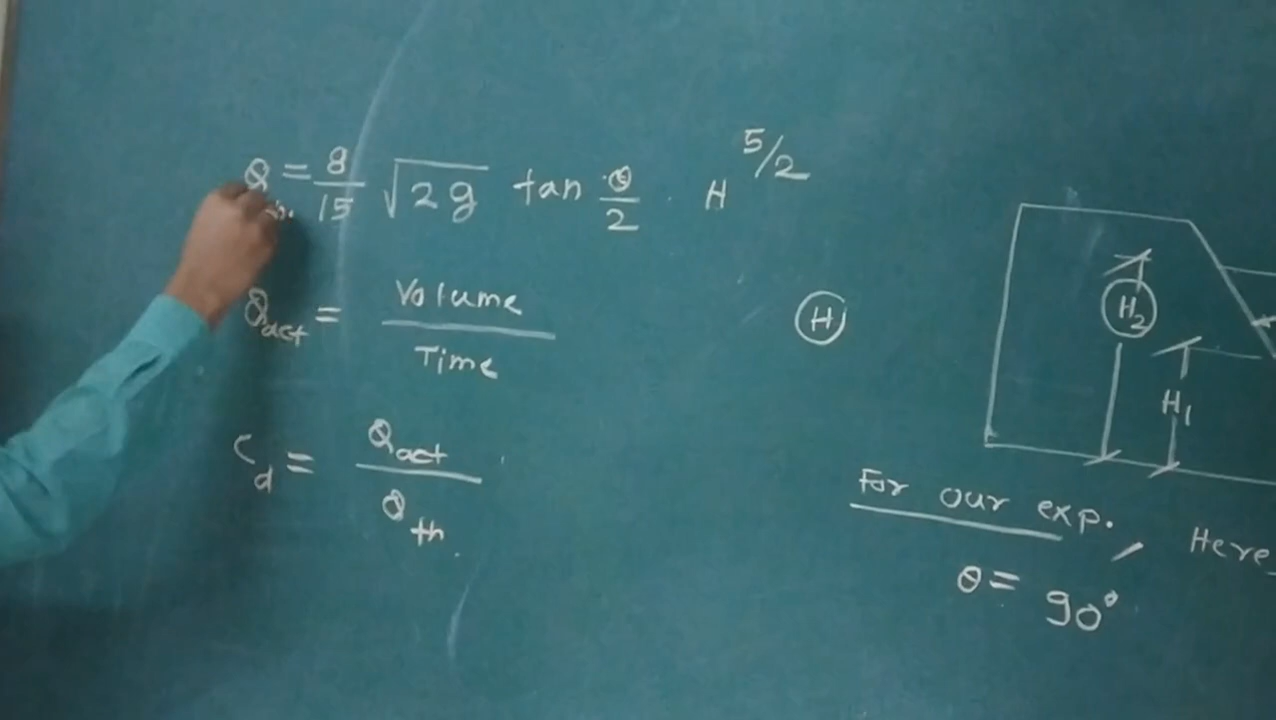 Q th. = 8/15 √2g tan θ/2 H^5/2
Qact = Volume / Time
Cd = Qact / Qth.
H
H2
H1
For our exp., Here
θ = 90°